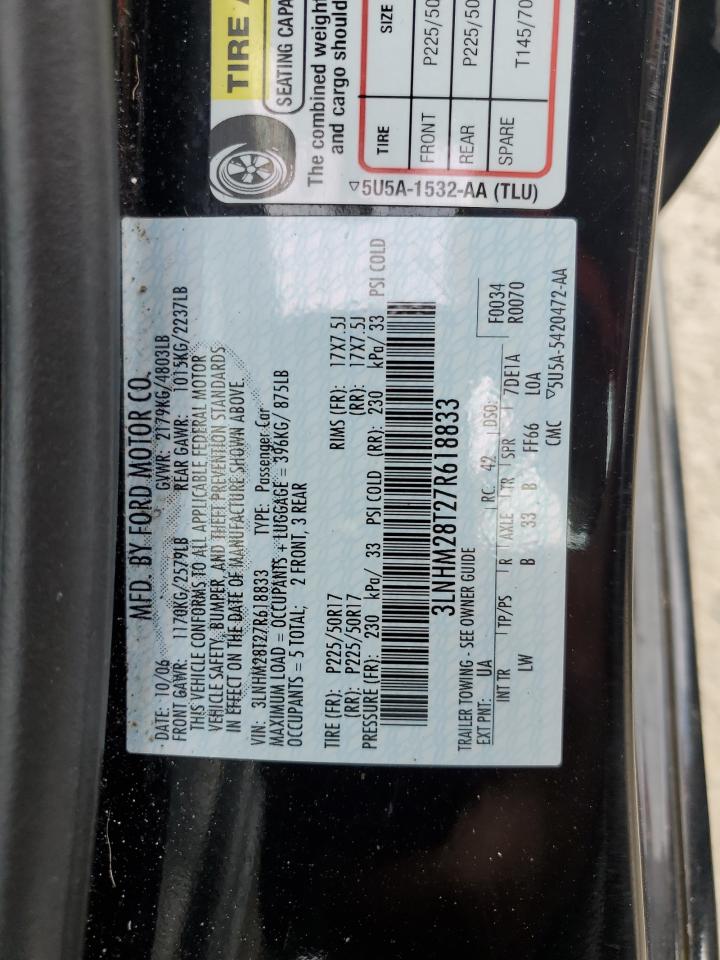 TIRE
SEATING CAPA
The combined weight
and cargo should
TIRE SIZE
FRONT P225/50
REAR P225/50
SPARE T145/70
5U5A-1532-AA (TLU)
MFD. BY FORD MOTOR CO.
DATE: 10/06 GVWR: 2179KG/4803LB
FRONT GAWR: 1170KG/2579LB REAR GAWR: 1015KG/2237LB
THIS VEHICLE CONFORMS TO ALL APPLICABLE FEDERAL MOTOR
VEHICLE SAFETY, BUMPER, AND THEFT PREVENTION STANDARDS
IN EFFECT ON THE DATE OF MANUFACTURE SHOWN ABOVE.
VIN: 3LNHM28T27R618833 TYPE: Passenger Car
MAXIMUM LOAD = OCCUPANTS + LUGGAGE = 396KG/ 875LB
OCCUPANTS = 5 TOTAL; 2 FRONT, 3 REAR
TIRE (FR): P225/50R17 RIMS (FR): 17X7.5J
(RR): P225/50R17 (RR): 17X7.5J
PRESSURE (FR): 230 kPa/ 33 PSI COLD (RR): 230 kPa/ 33 PSI COLD
3LNHM28T27R618833
TRAILER TOWING - SEE OWNER GUIDE
EXT PNT: UA RC: 42 DSO: F0034
INT TR TP/PS R AXLE TR SPR 7DE1A R0070
LW B 33 B FF66 L0A
CMC 5U5A-5420472-AA